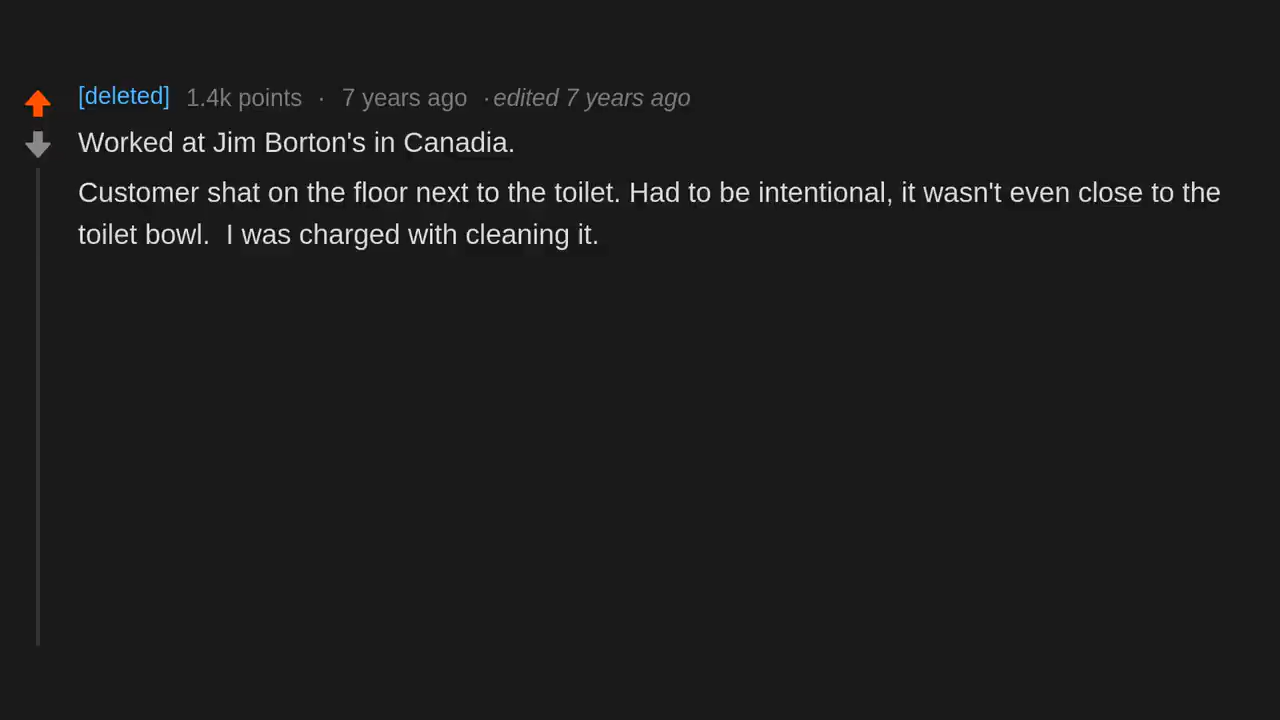 [deleted] 1.4k points · 7 years ago · edited 7 years ago
Worked at Jim Borton's in Canadia.
Customer shat on the floor next to the toilet. Had to be intentional, it wasn't even close to the
toilet bowl.  I was charged with cleaning it.